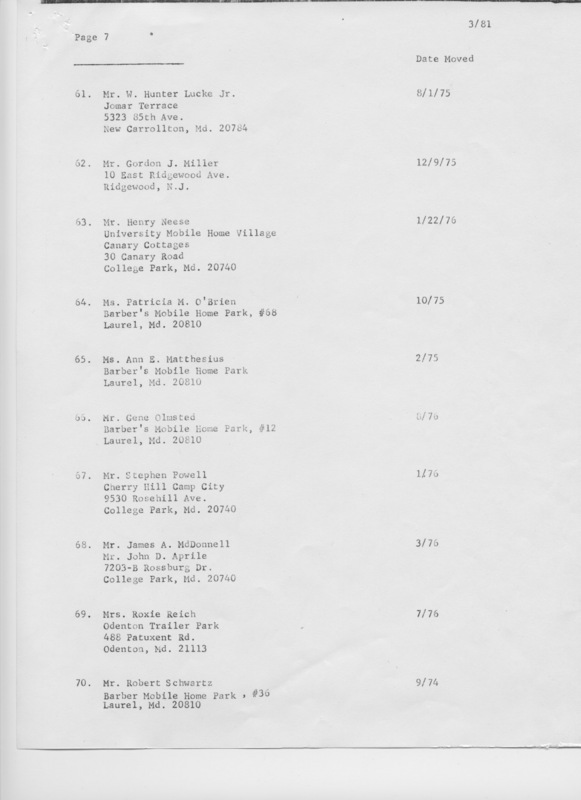 3/81
Page 7
Date Moved
61. Mr. W. Hunter Lucke Jr. 8/1/75
Jomar Terrace
5323 85th Ave.
New Carrollton, Md. 20784
62. Mr. Gordon J. Miller 12/9/75
10 East Ridgewood Ave.
Ridgewood, N.J.
63. Mr. Henry Neese 1/22/76
University Mobile Home Village
Canary Cottages
30 Canary Road
College Park, Md. 20740
64. Ms. Patricia M. O'Brien 10/75
Barber's Mobile Home Park, #68
Laurel, Md. 20810
65. Ms. Ann E. Matthesius 2/75
Barber's Mobile Home Park
Laurel, Md. 20810
66. Mr. Gene Olmsted
Barber's Mobile Home Park, #12
Laurel, Md. 20810
67. Mr. Stephen Powell 1/76
Cherry Hill Camp City
9530 Rosehill Ave.
College Park, Md. 20740
68. Mr. James A. MdDonnell 3/76
Mr. John D. Aprile
7203-B Rossburg Dr.
College Park, Md. 20740
69. Mrs. Roxie Reich 7/76
Odenton Trailer Park
488 Patuxent Rd.
Odenton, Md. 21113
70. Mr. Robert Schwartz 9/74
Barber Mobile Home Park, #36
Laurel, Md. 20810